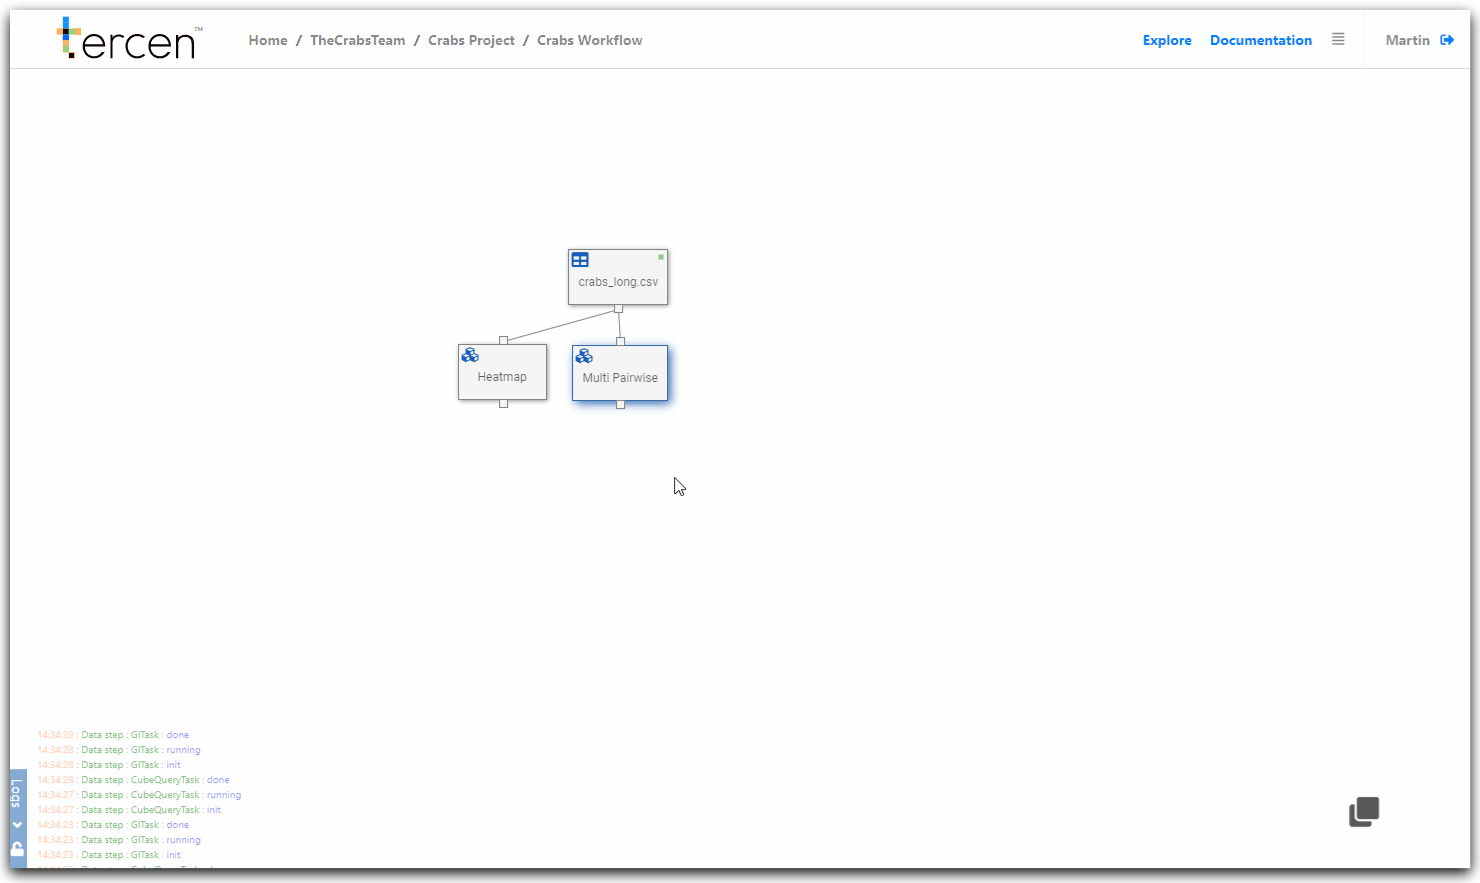 tercen™
Home / TheCrabsTeam / Crabs Project / Crabs Workflow
Explore Documentation Martin
crabs_long.csv
Heatmap
Multi Pairwise
14:34:28 : Data step : GlTask : done
14:34:28 : Data step : GlTask : running
14:34:28 : Data step : GlTask : init
14:34:28 : Data step : CubeQueryTask : done
14:34:27 : Data step : CubeQueryTask : running
14:34:27 : Data step : CubeQueryTask : init
14:34:23 : Data step : GlTask : done
14:34:23 : Data step : GlTask : running
14:34:23 : Data step : GlTask : init
Logs